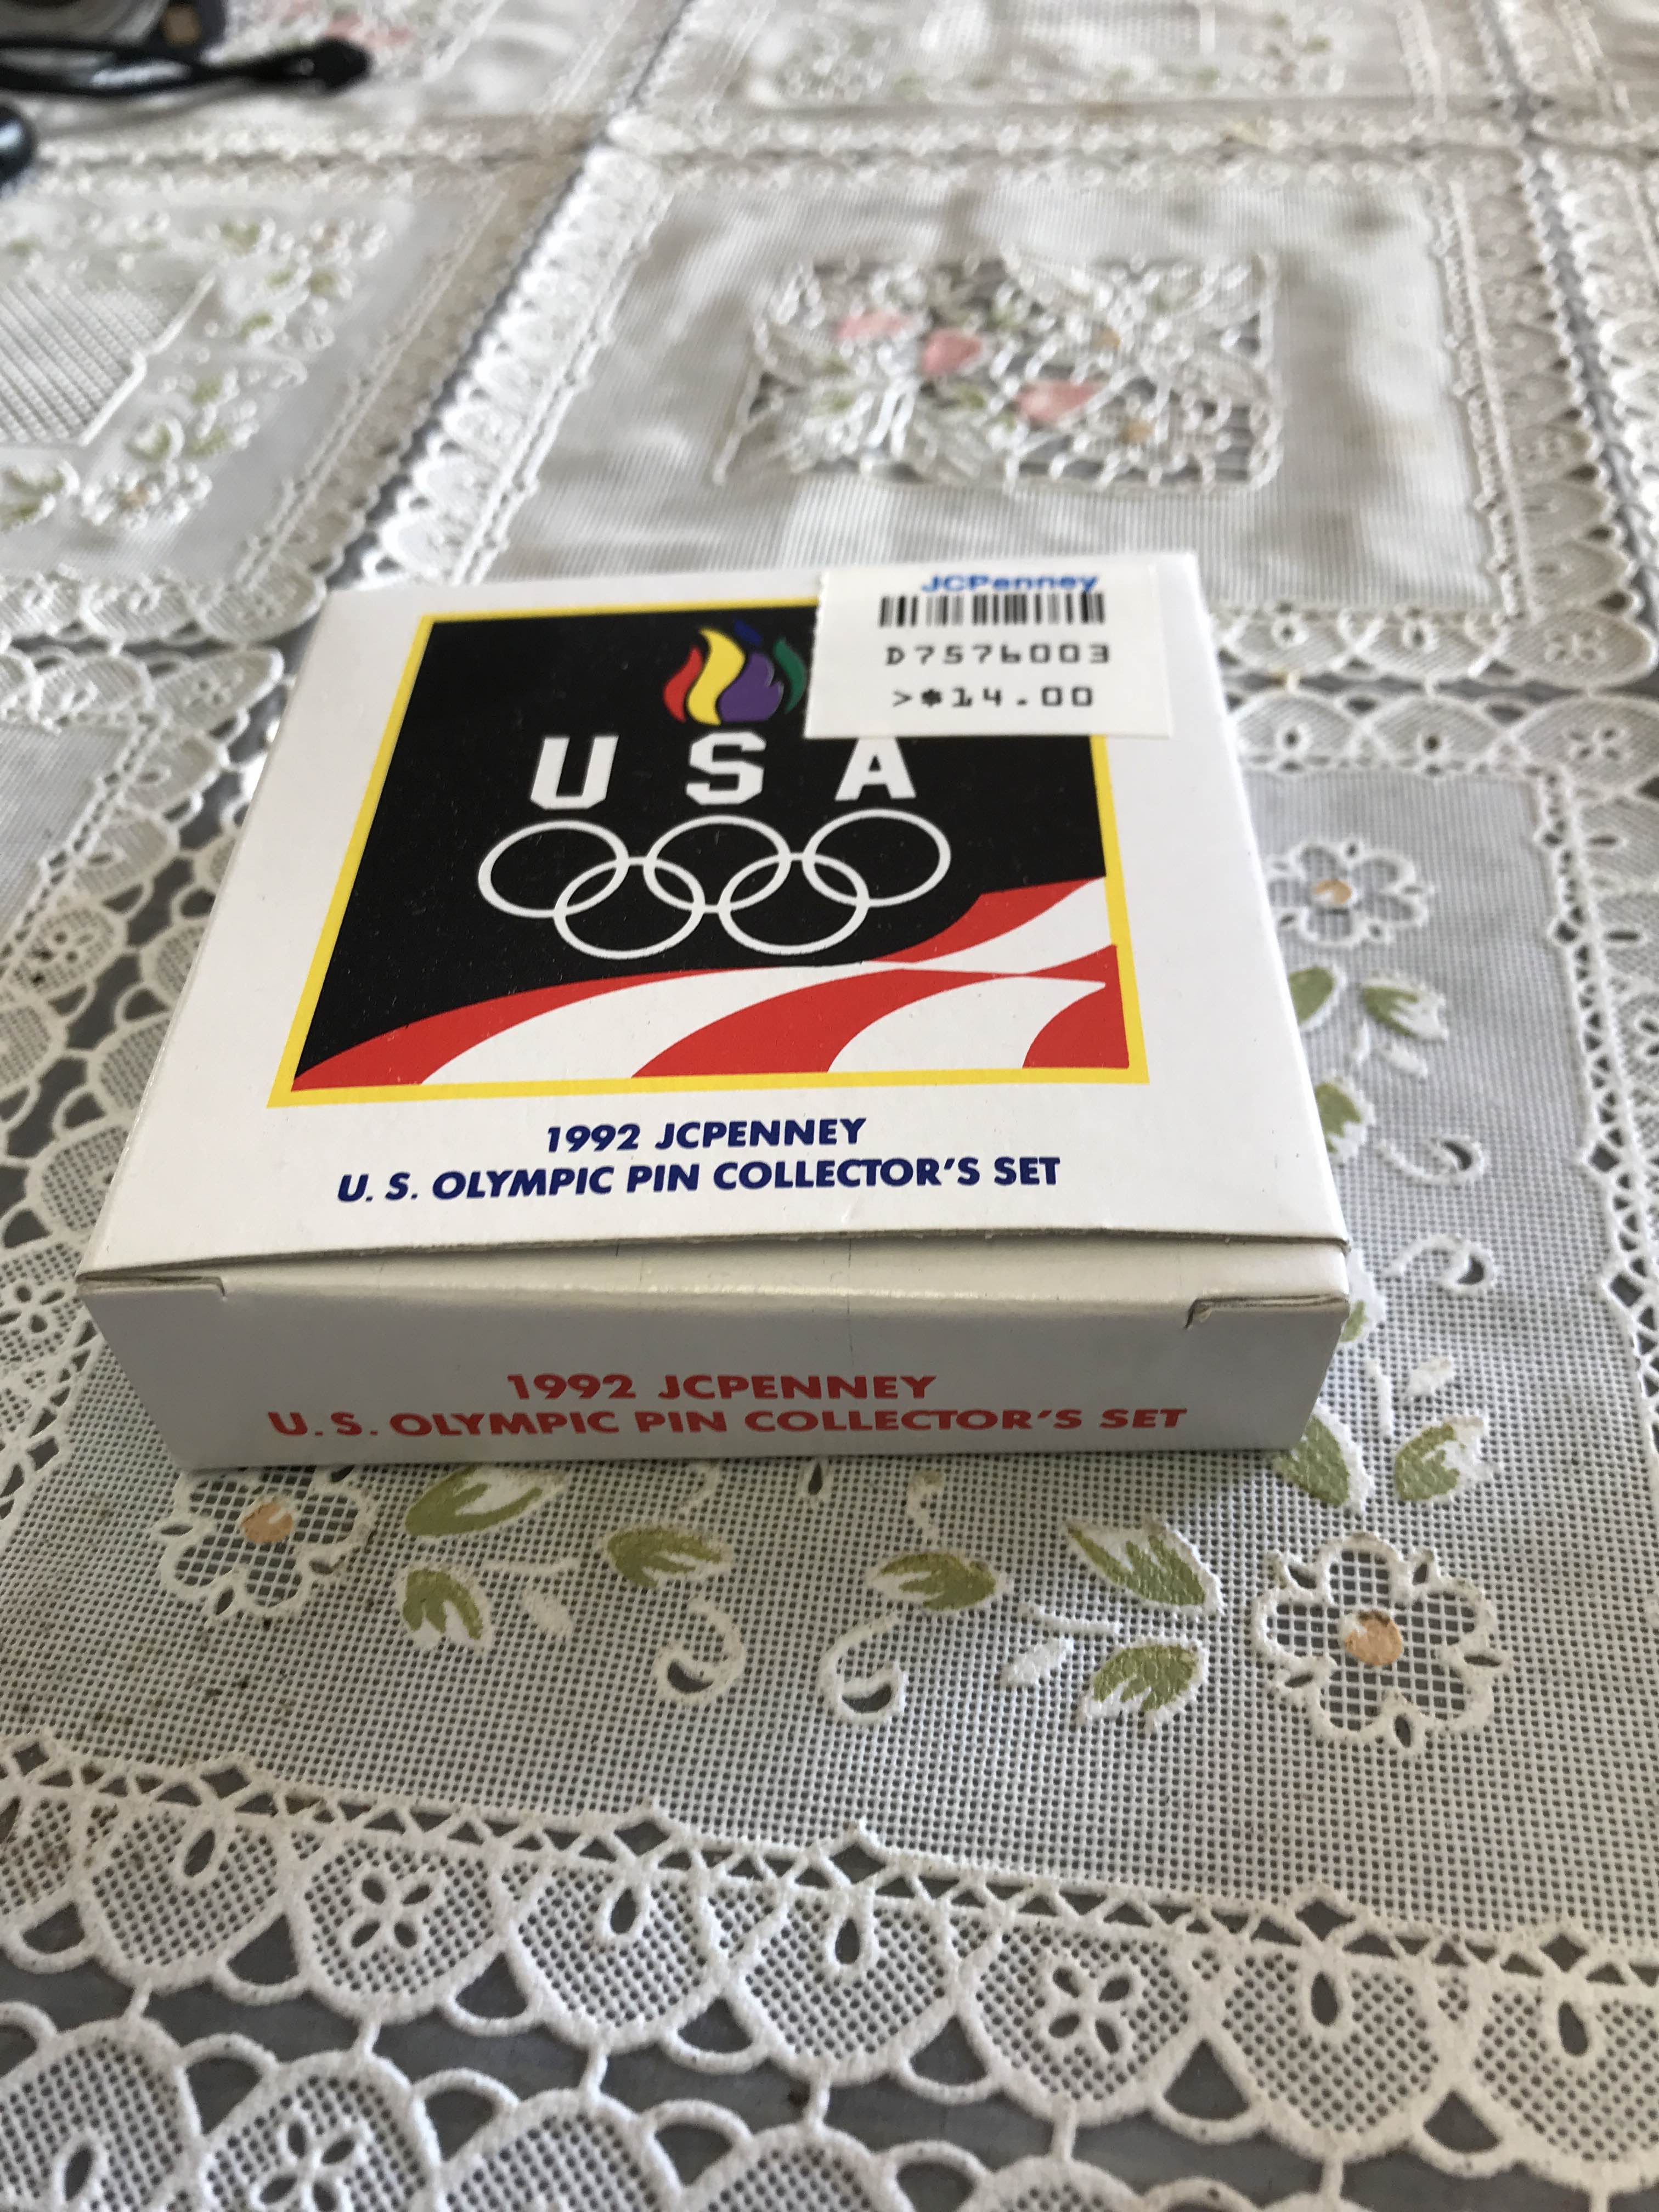 JCPenney
D7576003
>$14.00
USA
1992 JCPENNEY
U. S. OLYMPIC PIN COLLECTOR'S SET
1992 JCPENNEY
U. S. OLYMPIC PIN COLLECTOR'S SET